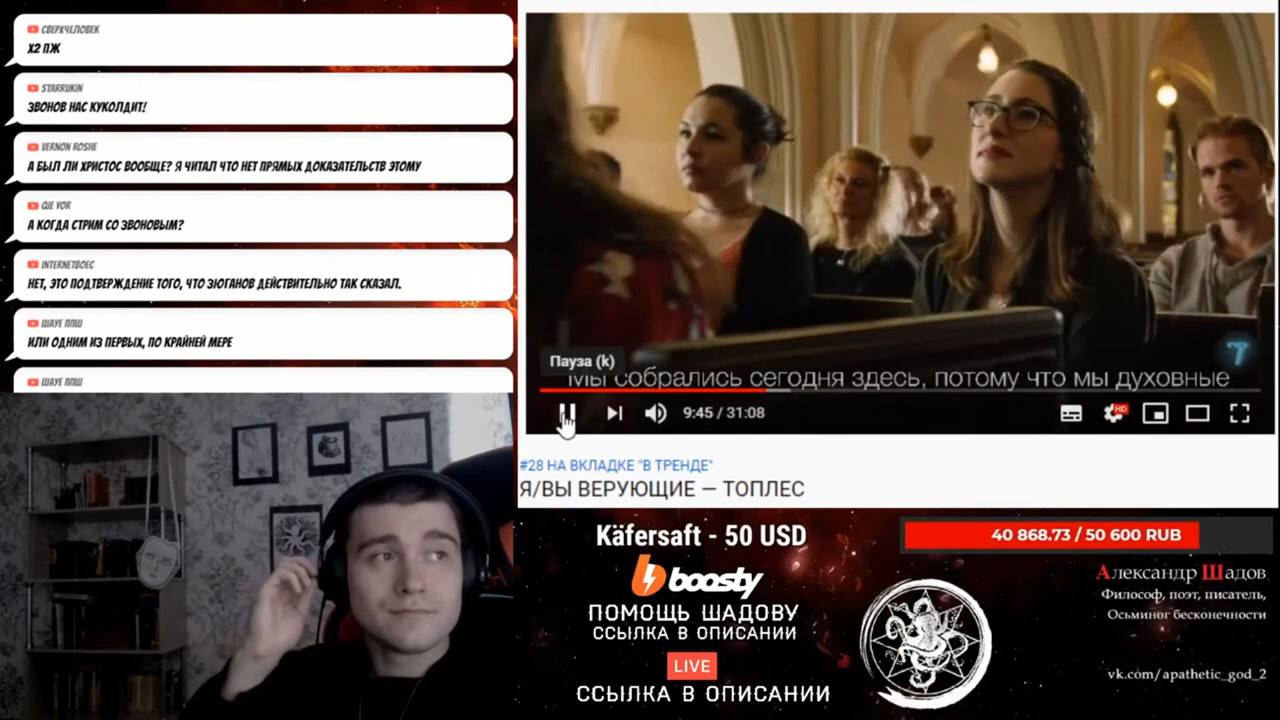 СВЕРХЧЕЛОВЕК
Х2 ПЖ
STARRUKIN
ЗВОНОВ НАС КУКОЛДИТ!
VERNON ROSHE
А БЫЛ ЛИ ХРИСТОС ВООБЩЕ? Я ЧИТАЛ ЧТО НЕТ ПРЯМЫХ ДОКАЗАТЕЛЬСТВ ЭТОМУ
OJE YOR
А КОГДА СТРИМ СО ЗВОНОВЫМ?
INTERNETBOEC
НЕТ, ЭТО ПОДТВЕРЖДЕНИЕ ТОГО, ЧТО ЗЮГАНОВ ДЕЙСТВИТЕЛЬНО ТАК СКАЗАЛ.
ШАУЕ ППШ
ИЛИ ОДНИМ ИЗ ПЕРВЫХ, ПО КРАЙНЕЙ МЕРЕ
ШАУЕ ППШ
Пауза (k)
Мы собрались сегодня здесь, потому что мы духовные
9:45 / 31:08
HD
#28 НА ВКЛАДКЕ "В ТРЕНДЕ"
Я/ВЫ ВЕРУЮЩИЕ — ТОПЛЕС
Käfersaft - 50 USD
boosty
ПОМОЩЬ ШАДОВУ
ССЫЛКА В ОПИСАНИИ
LIVE
ССЫЛКА В ОПИСАНИИ
40 868.73 / 50 600 RUB
Александр Шадов
Философ, поэт, писатель,
Осьминог бесконечности
vk.com/apathetic_god_2